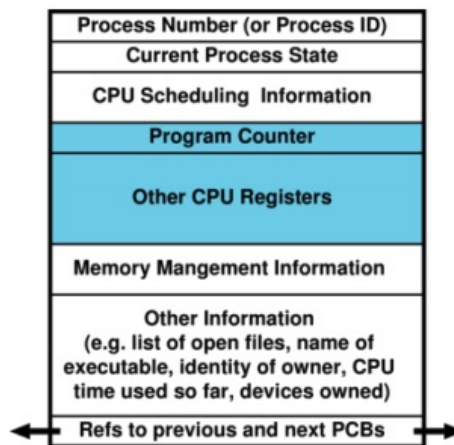 Process Number (or Process ID)
Current Process State
CPU Scheduling Information
Program Counter
Other CPU Registers
Memory Mangement Information
Other Information
(e.g. list of open files, name of
executable, identity of owner, CPU
time used so far, devices owned)
Refs to previous and next PCBs